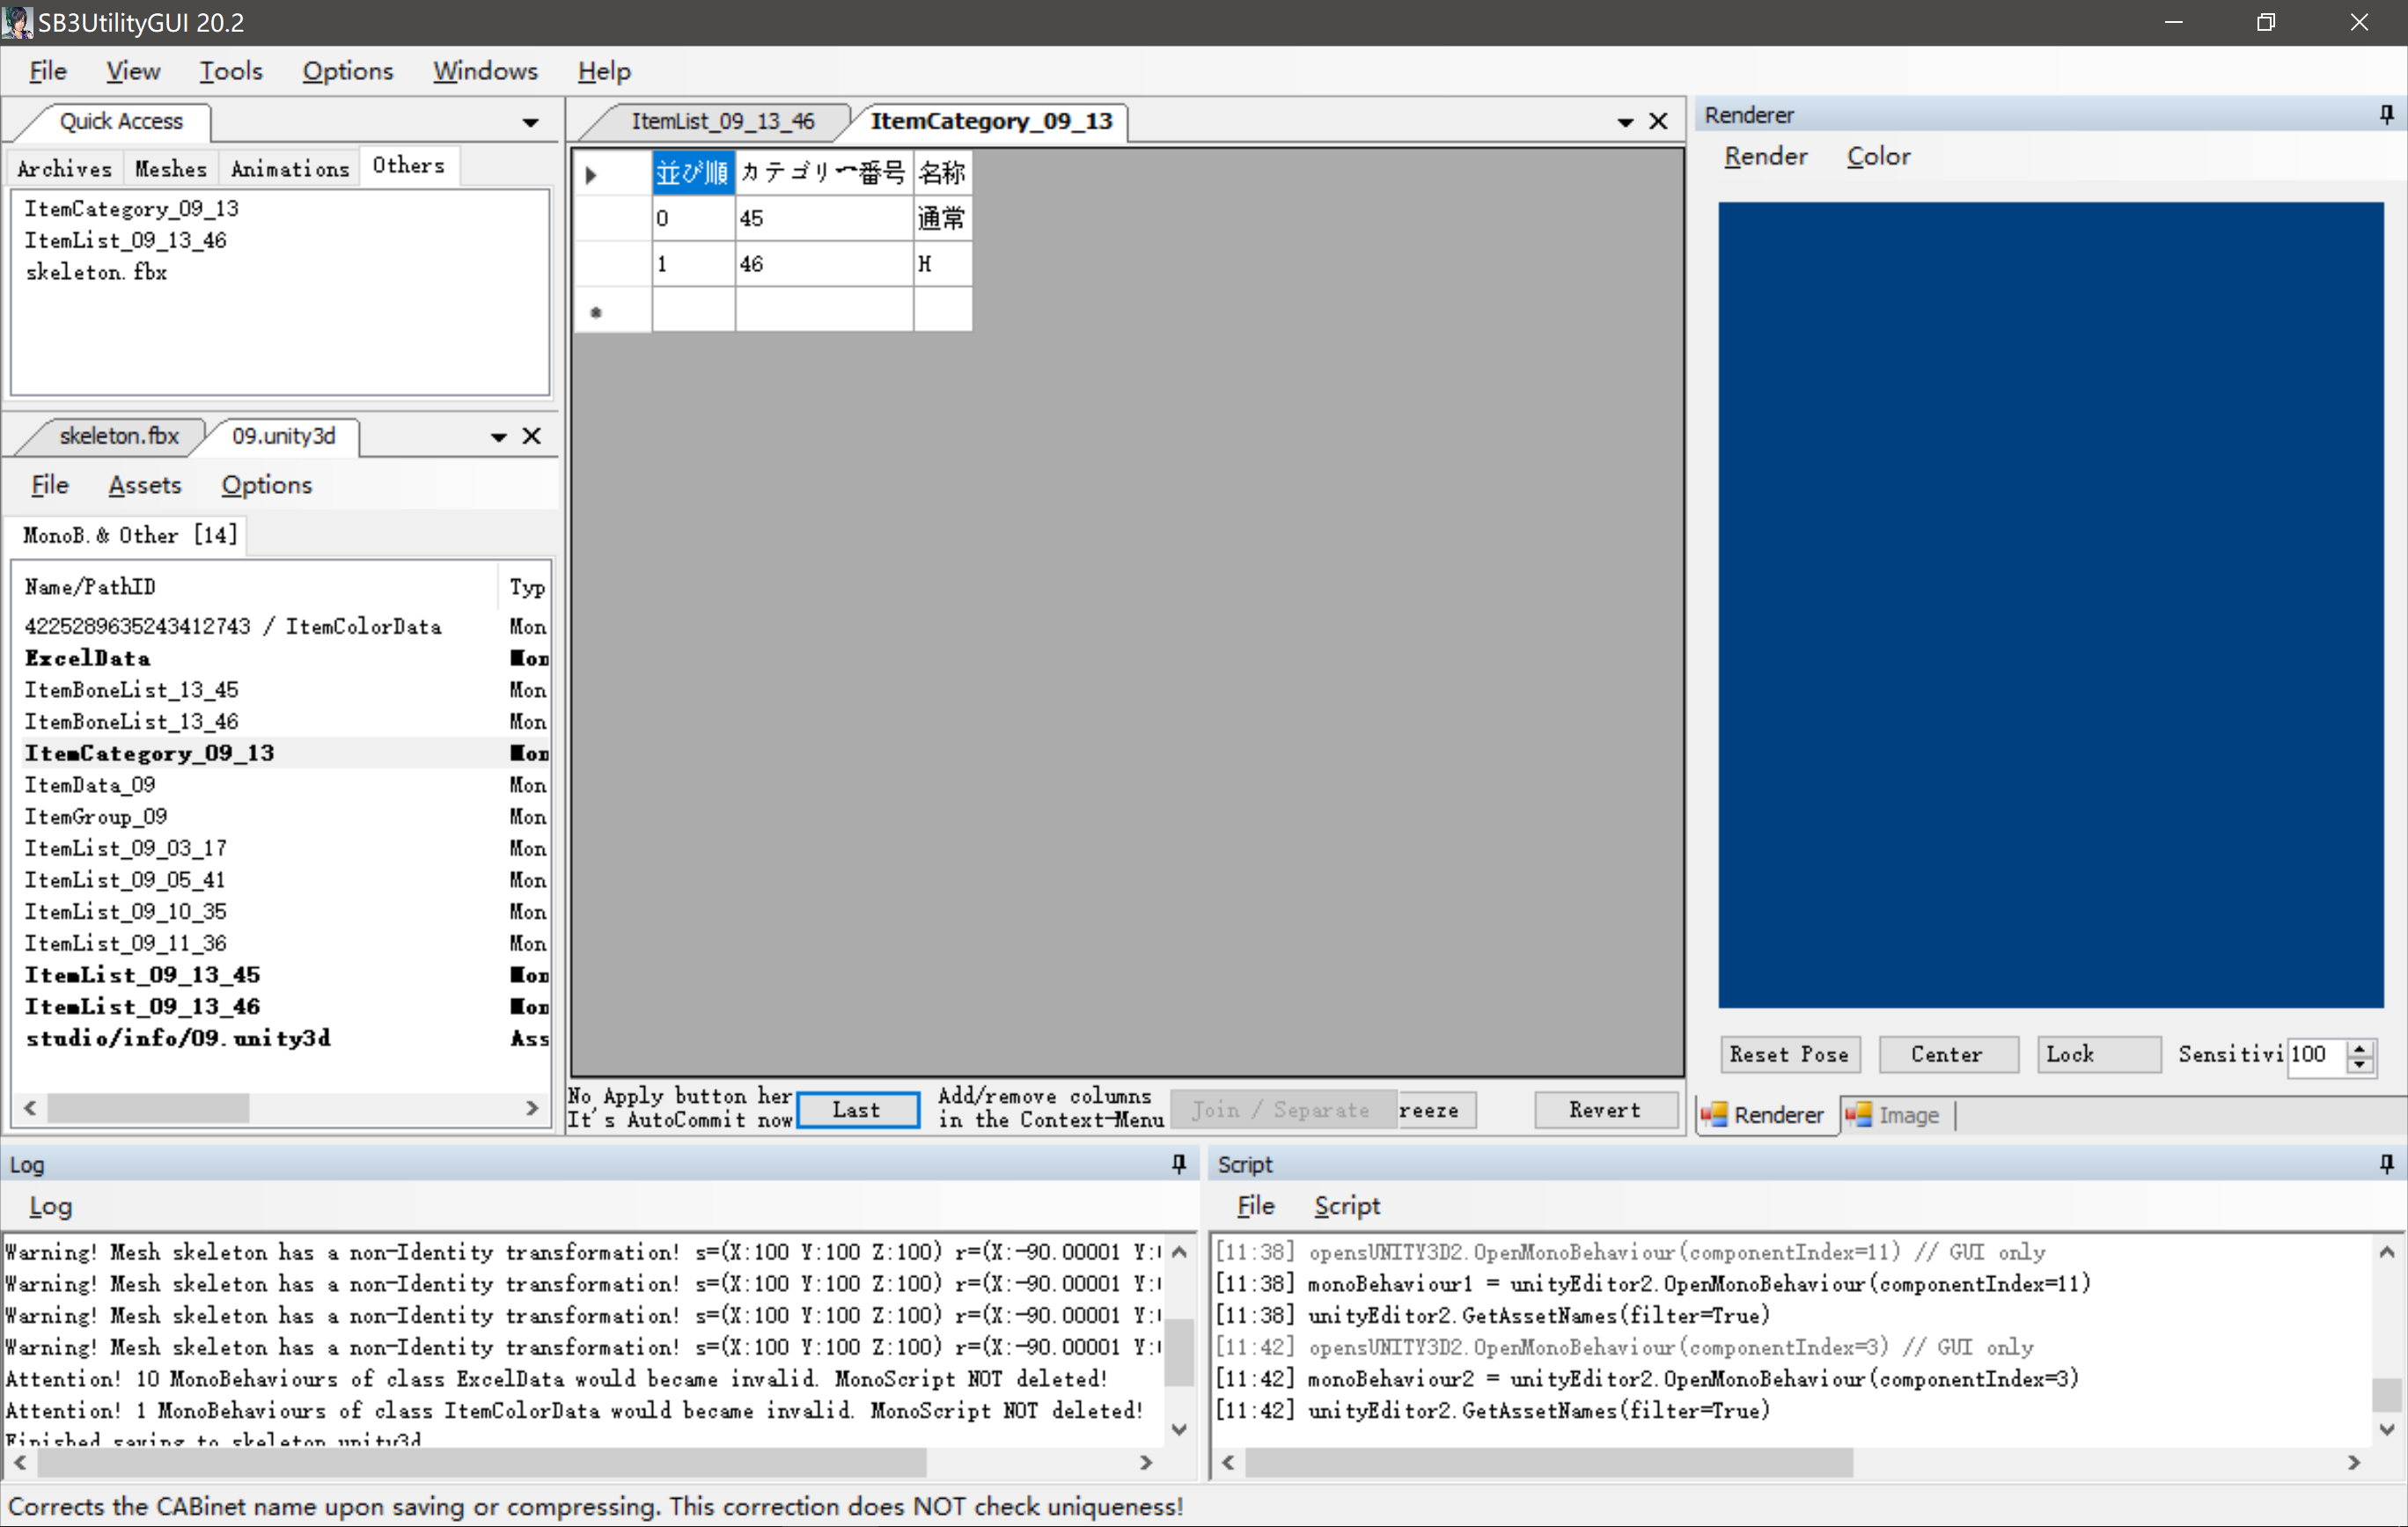 SB3UtilityGUI 20.2
File View Tools Options Windows Help
Quick Access
Archives Meshes Animations Others
ItemCategory_09_13
ItemList_09_13_46
skeleton.fbx
skeleton.fbx 09.unity3d
File Assets Options
MonoB.& Other [14]
Name/PathID Typ
4225289635243412743 / ItemColorData Mon
ExcelData Mon
ItemBoneList_13_45 Mon
ItemBoneList_13_46 Mon
ItemCategory_09_13 Mon
ItemData_09 Mon
ItemGroup_09 Mon
ItemList_09_03_17 Mon
ItemList_09_05_41 Mon
ItemList_09_10_35 Mon
ItemList_09_11_36 Mon
ItemList_09_13_45 Mon
ItemList_09_13_46 Mon
studio/info/09.unity3d Ass
ItemList_09_13_46 ItemCategory_09_13
並び順 カテゴリー番号 名称
0 45 通常
1 46 H
No Apply button her
It's AutoCommit now
Last
Add/remove columns
in the Context-Menu
Join / Separate
reeze
Revert
Renderer
Render Color
Reset Pose Center Lock Sensitivi 100
Renderer Image
Log
Log
Warning! Mesh skeleton has a non-Identity transformation! s=(X:100 Y:100 Z:100) r=(X:-90.00001 Y:
Warning! Mesh skeleton has a non-Identity transformation! s=(X:100 Y:100 Z:100) r=(X:-90.00001 Y:
Warning! Mesh skeleton has a non-Identity transformation! s=(X:100 Y:100 Z:100) r=(X:-90.00001 Y:
Warning! Mesh skeleton has a non-Identity transformation! s=(X:100 Y:100 Z:100) r=(X:-90.00001 Y:
Attention! 10 MonoBehaviours of class ExcelData would became invalid. MonoScript NOT deleted!
Attention! 1 MonoBehaviours of class ItemColorData would became invalid. MonoScript NOT deleted!
Finished saving to skeleton.unity3d
Script
File Script
[11:38] opensUNITY3D2.OpenMonoBehaviour(componentIndex=11) // GUI only
[11:38] monoBehaviour1 = unityEditor2.OpenMonoBehaviour(componentIndex=11)
[11:38] unityEditor2.GetAssetNames(filter=True)
[11:42] opensUNITY3D2.OpenMonoBehaviour(componentIndex=3) // GUI only
[11:42] monoBehaviour2 = unityEditor2.OpenMonoBehaviour(componentIndex=3)
[11:42] unityEditor2.GetAssetNames(filter=True)
Corrects the CABinet name upon saving or compressing. This correction does NOT check uniqueness!